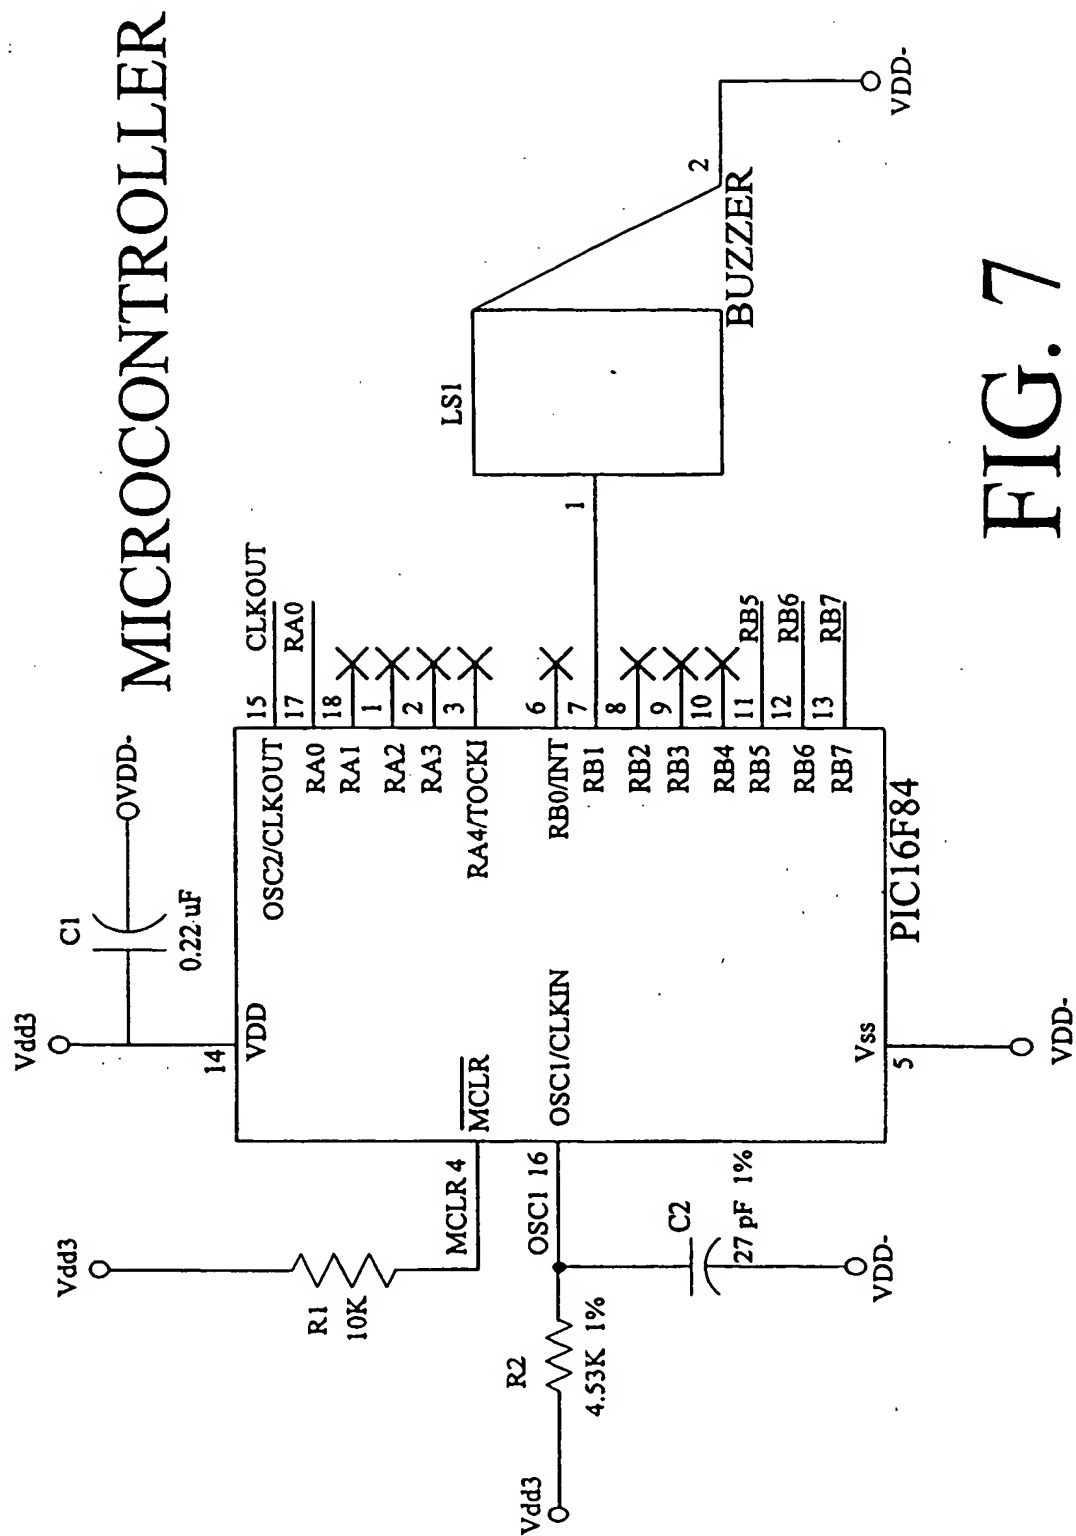 MICROCONTROLLER
Vdd3
C1
0.22 uF
VDD-
14
VDD
Vdd3
R1
10K
MCLR 4
MCLR
OSC2/CLKOUT
15 CLKOUT
RA0
17 RA0
RA1
18
RA2
1
RA3
2
RA4/TOCKI
3
Vdd3
R2
4.53K 1%
OSC1 16
OSC1/CLKIN
RB0/INT
6
RB1
7
RB2
8
RB3
9
RB4
10
RB5
11 RB5
RB6
12 RB6
RB7
13 RB7
C2
27 pF 1%
VDD-
Vss
5
VDD-
PIC16F84
LS1
1
2
BUZZER
VDD-
FIG. 7